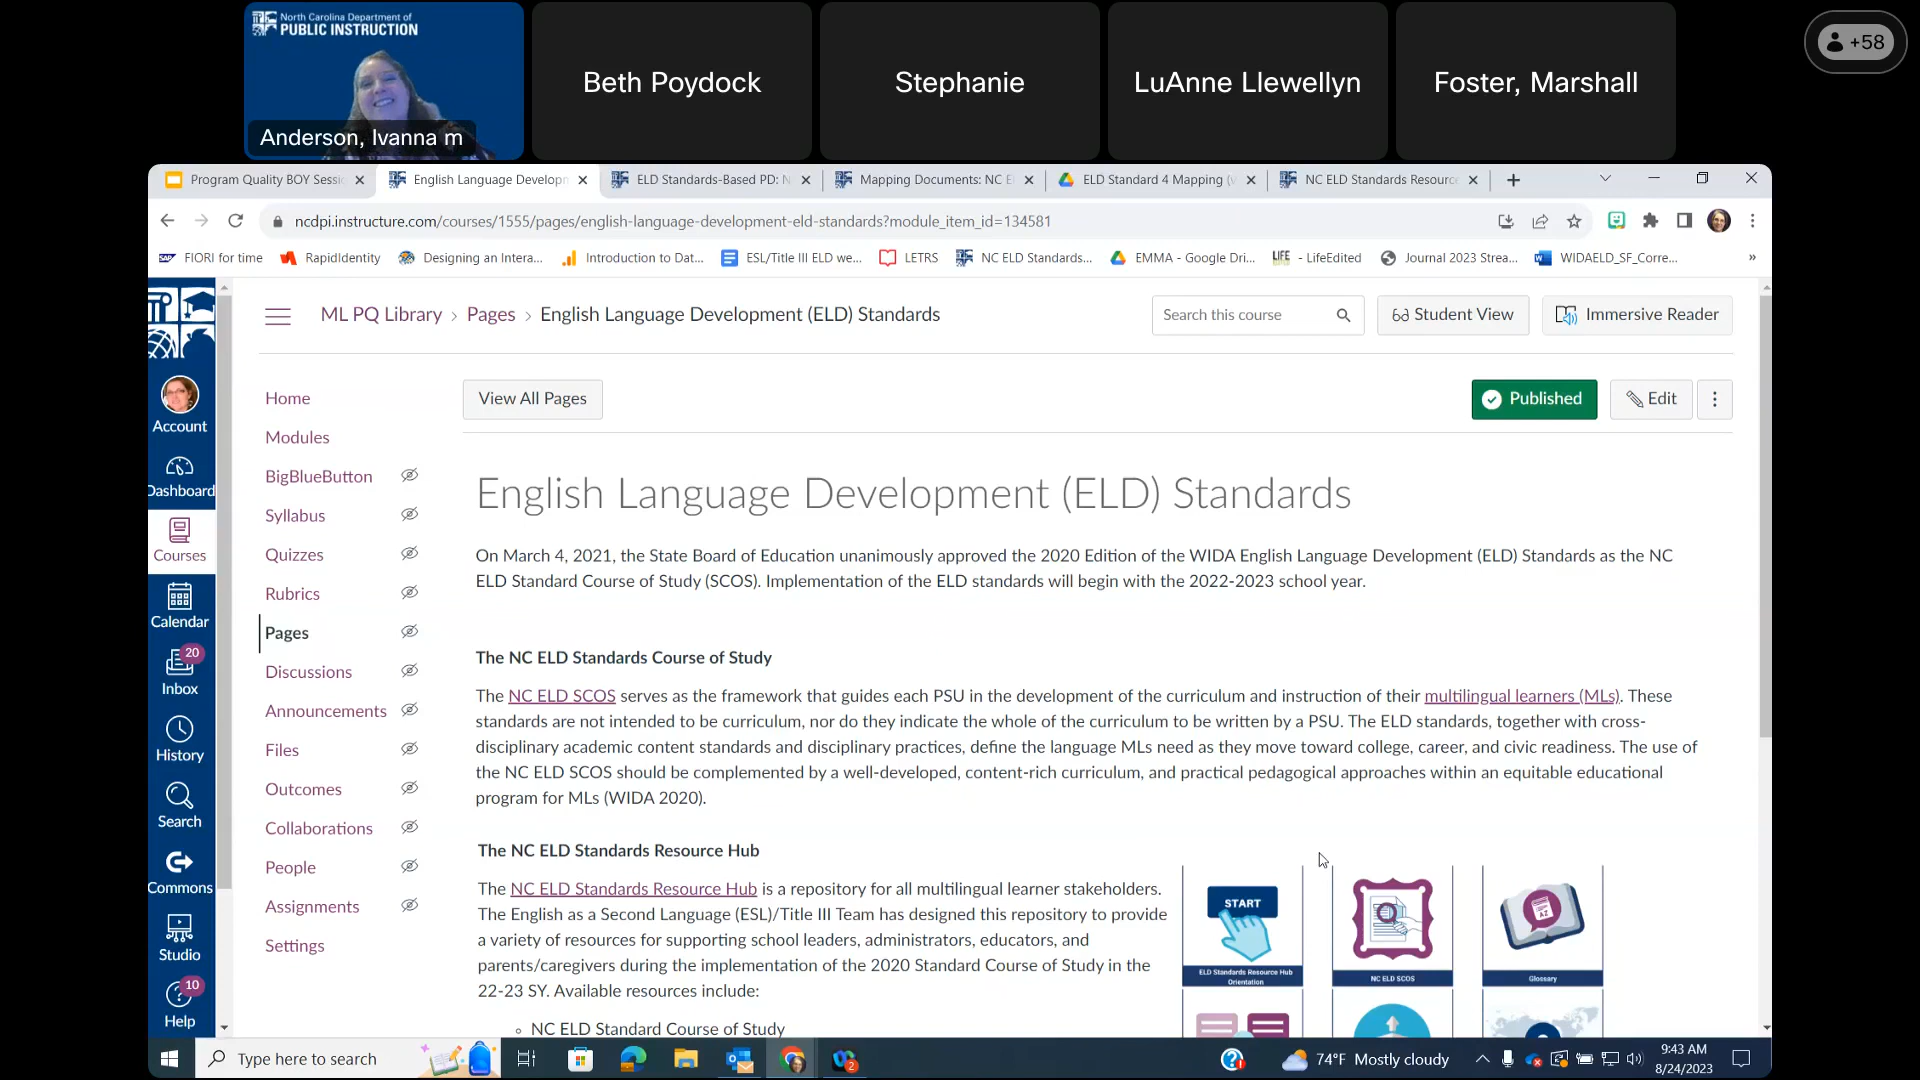 North Carolina Department of
PUBLIC INSTRUCTION
Anderson, Ivanna m
Beth Poydock
Stephanie
LuAnne Llewellyn
Foster, Marshall
+58
Program Quality BOY Sessi
English Language Developm
ELD Standards-Based PD: N
Mapping Documents: NC E
ELD Standard 4 Mapping (
NC ELD Standards Resource
ncdpi.instructure.com/courses/1555/pages/english-language-development-eld-standards?module_item_id=134581
FIORI for time
RapidIdentity
Designing an Intera...
Introduction to Dat...
ESL/Title III ELD we...
LETRS
NC ELD Standards...
EMMA - Google Dri...
LIFE - LifeEdited
Journal 2023 Strea...
WIDAELD_SF_Corre...
»
ML PQ Library › Pages › English Language Development (ELD) Standards
Search this course
Student View
Immersive Reader
Account
Dashboard
Courses
Calendar
20
Inbox
History
Search
Commons
Studio
10
Help
Home
Modules
BigBlueButton
Syllabus
Quizzes
Rubrics
Pages
Discussions
Announcements
Files
Outcomes
Collaborations
People
Assignments
Settings
View All Pages
Published
Edit
English Language Development (ELD) Standards
On March 4, 2021, the State Board of Education unanimously approved the 2020 Edition of the WIDA English Language Development (ELD) Standards as the NC
ELD Standard Course of Study (SCOS). Implementation of the ELD standards will begin with the 2022-2023 school year.
The NC ELD Standards Course of Study
The NC ELD SCOS serves as the framework that guides each PSU in the development of the curriculum and instruction of their multilingual learners (MLs). These
standards are not intended to be curriculum, nor do they indicate the whole of the curriculum to be written by a PSU. The ELD standards, together with cross-
disciplinary academic content standards and disciplinary practices, define the language MLs need as they move toward college, career, and civic readiness. The use of
the NC ELD SCOS should be complemented by a well-developed, content-rich curriculum, and practical pedagogical approaches within an equitable educational
program for MLs (WIDA 2020).
The NC ELD Standards Resource Hub
The NC ELD Standards Resource Hub is a repository for all multilingual learner stakeholders.
The English as a Second Language (ESL)/Title III Team has designed this repository to provide
a variety of resources for supporting school leaders, administrators, educators, and
parents/caregivers during the implementation of the 2020 Standard Course of Study in the
22-23 SY. Available resources include:
◦ NC ELD Standard Course of Study
START
ELD Standards Resource Hub
Orientation
NC ELD SCOS
AZ
Glossary
Type here to search
2
74°F Mostly cloudy
9:43 AM
8/24/2023